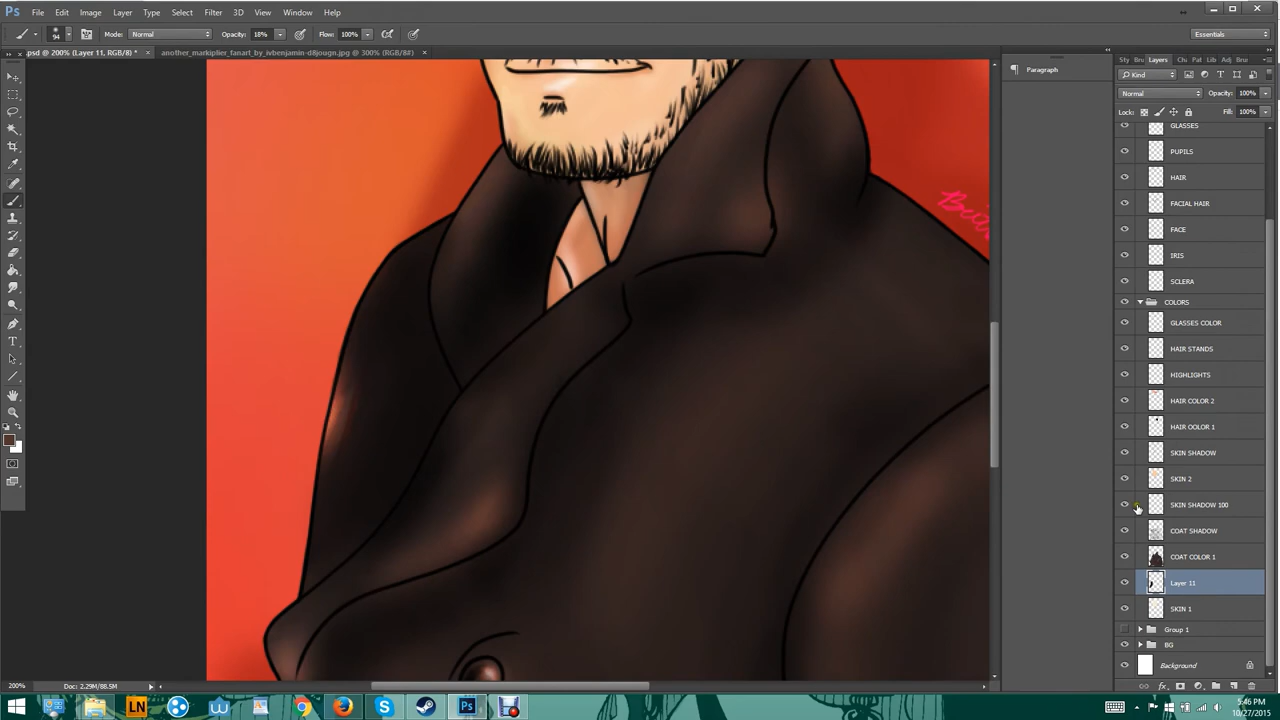 Ps File Edit Image Layer Type Select Filter 3D View Window Help
94 Mode: Normal Opacity: 18% Flow: 100% Essentials
.psd @ 200% (Layer 11, RGB/8) * × another_markiplier_fanart_by_ivbenjamin-d8jougn.jpg @ 300% (RGB/8#) ×
Paragraph
Sty Bru Layers Cha Pat Lib Adj Brus
Kind
Normal Opacity: 100%
Lock: Fill: 100%
GLASSES
PUPILS
HAIR
FACIAL HAIR
FACE
IRIS
SCLERA
COLORS
GLASSES COLOR
HAIR STANDS
HIGHLIGHTS
HAIR COLOR 2
HAIR OOLOR 1
SKIN SHADOW
SKIN 2
SKIN SHADOW 100
COAT SHADOW
COAT COLOR 1
Layer 11
SKIN 1
Group 1
BG
Background
200% Doc: 2.29M/88.5M
LN Ps
5:46 PM
10/27/2015